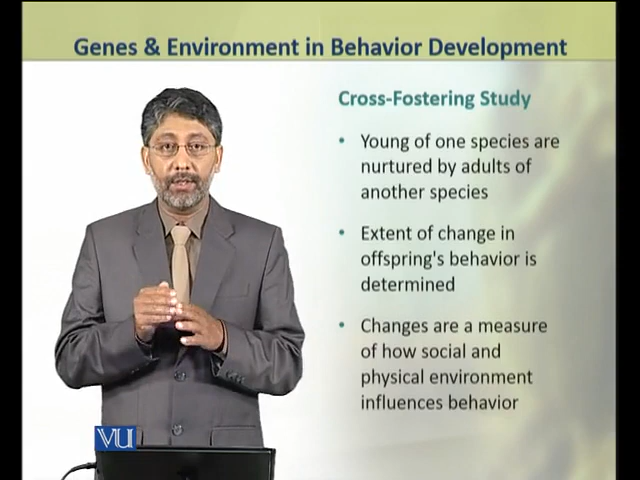 Genes & Environment in Behavior Development
Cross-Fostering Study
• Young of one species are
nurtured by adults of
another species
• Extent of change in
offspring's behavior is
determined
• Changes are a measure
of how social and
physical environment
influences behavior
VU